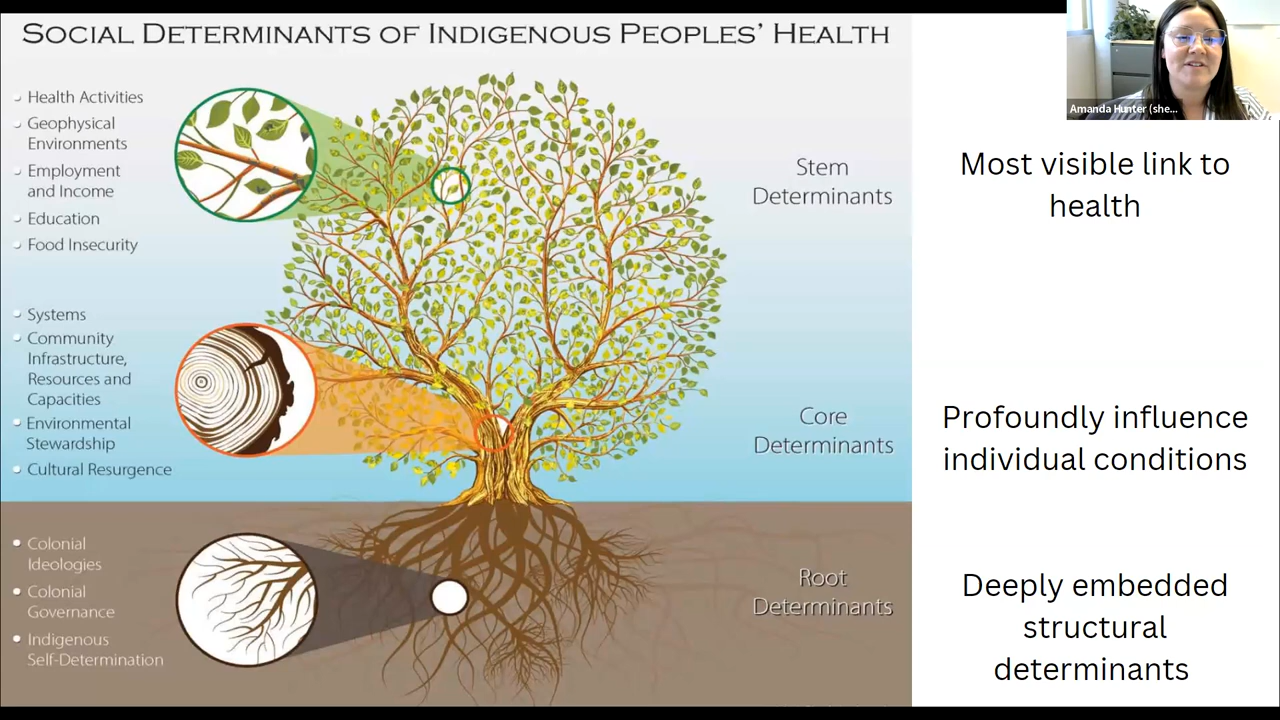 SOCIAL DETERMINANTS OF INDIGENOUS PEOPLES' HEALTH
Health Activities
Geophysical
Environments
Employment
and Income
Education
Food Insecurity
Stem
Determinants
Amanda Hunter (she...
Most visible link to
health
Systems
Community
Infrastructure,
Resources and
Capacities
Environmental
Stewardship
Cultural Resurgence
Core
Determinants
Profoundly influence
individual conditions
Colonial
Ideologies
Colonial
Governance
Indigenous
Self-Determination
Root
Determinants
Deeply embedded
structural
determinants